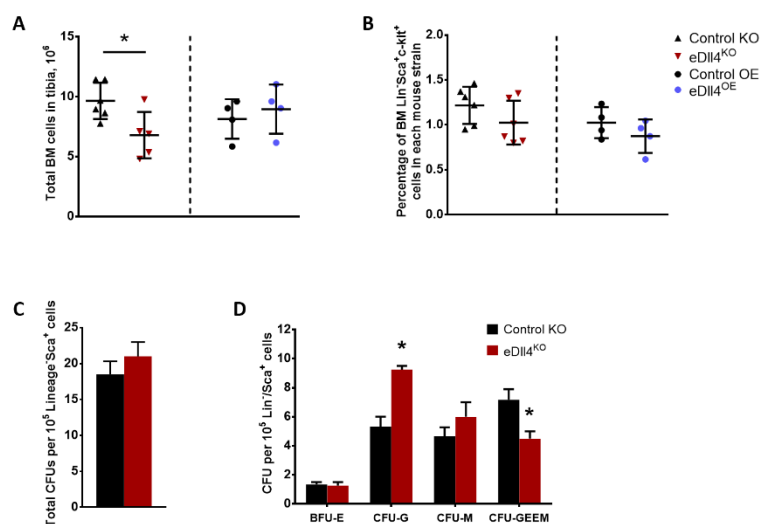 A
Total BM cells in tibia, 10⁶
15
10
5
0
*
B
Percentage of BM Lin⁻Sca⁺c-kit⁺
cells in each mouse strain
2.0
1.5
1.0
0.5
0.0
Control KO
eDll4ᴷᴼ
Control OE
eDll4ᴼᴱ
C
Total CFUs per 10⁵ Lineage⁻Sca⁺ cells
25
20
15
10
5
0
D
CFU per 10⁵ Lin⁻/Sca⁺ cells
12
10
8
6
4
2
0
*
*
BFU-E
CFU-G
CFU-M
CFU-GEEM
Control KO
eDll4ᴷᴼ